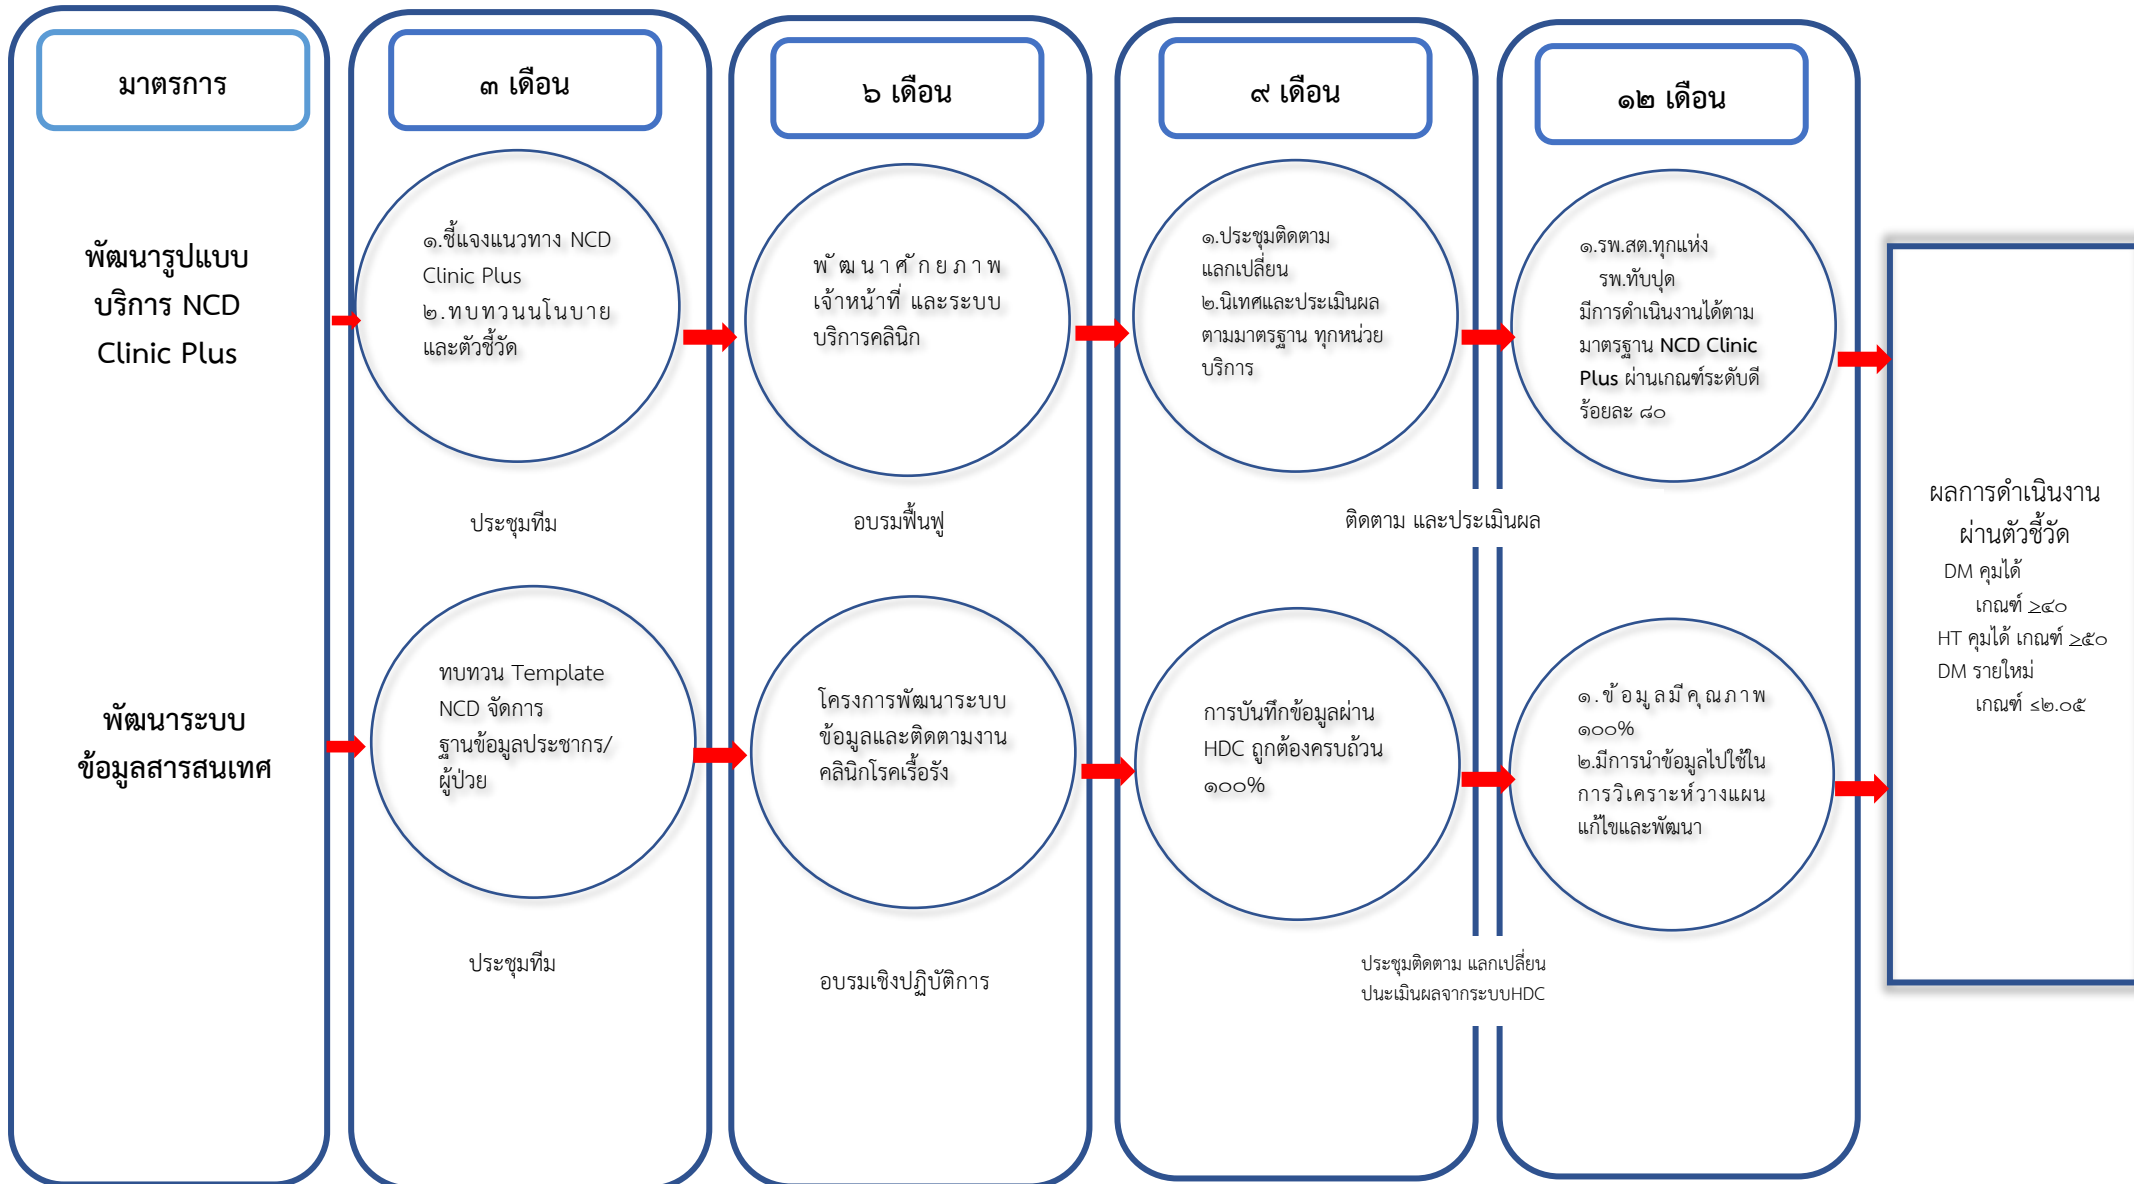 มาตรการ
๓ เดือน
๖ เดือน
๙ เดือน
๑๒ เดือน
พัฒนารูปแบบ
บริการ NCD
Clinic Plus
๑.ชี้แจงแนวทาง NCD
Clinic Plus
๒.ทบทวนนโนบาย
และตัวชี้วัด
พัฒนาศักยภาพ
เจ้าหน้าที่ และระบบ
บริการคลินิก
๑.ประชุมติดตาม
แลกเปลี่ยน
๒.นิเทศและประเมินผล
ตามมาตรฐาน ทุกหน่วย
บริการ
๑.รพ.สต.ทุกแห่ง
รพ.ทับปุด
มีการดำเนินงานได้ตาม
มาตรฐาน NCD Clinic
Plus ผ่านเกณฑ์ระดับดี
ร้อยละ ๘๐
ประชุมทีม
อบรมฟื้นฟู
ติดตาม และประเมินผล
พัฒนาระบบ
ข้อมูลสารสนเทศ
ทบทวน Template
NCD จัดการ
ฐานข้อมูลประชากร/
ผู้ป่วย
โครงการพัฒนาระบบ
ข้อมูลและติดตามงาน
คลินิกโรคเรื้อรัง
การบันทึกข้อมูลผ่าน
HDC ถูกต้องครบถ้วน
๑๐๐%
๑.ข้อมูลมีคุณภาพ
๑๐๐%
๒.มีการนำข้อมูลไปใช้ใน
การวิเคราะห์วางแผน
แก้ไขและพัฒนา
ประชุมทีม
อบรมเชิงปฏิบัติการ
ประชุมติดตาม แลกเปลี่ยน
ปนะเมินผลจากระบบHDC
ผลการดำเนินงาน
ผ่านตัวชี้วัด
DM คุมได้
เกณฑ์ ≥๔๐
HT คุมได้ เกณฑ์ ≥๕๐
DM รายใหม่
เกณฑ์ ≤๒.๐๕